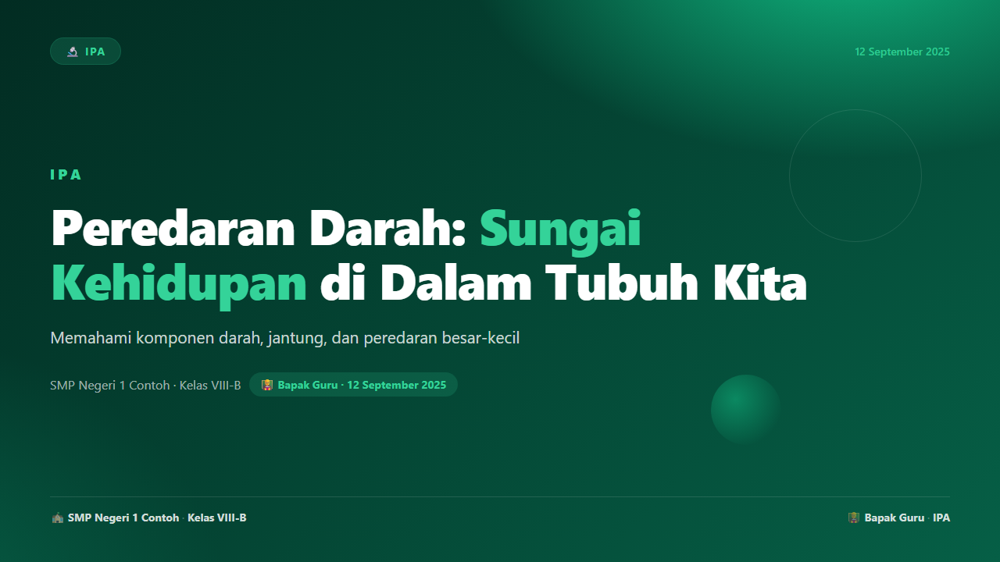 IPA
12 September 2025
IPA
Peredaran Darah: Sungai
Kehidupan di Dalam Tubuh Kita
Memahami komponen darah, jantung, dan peredaran besar-kecil
SMP Negeri 1 Contoh · Kelas VIII-B
Bapak Guru · 12 September 2025
SMP Negeri 1 Contoh · Kelas VIII-B
Bapak Guru · IPA